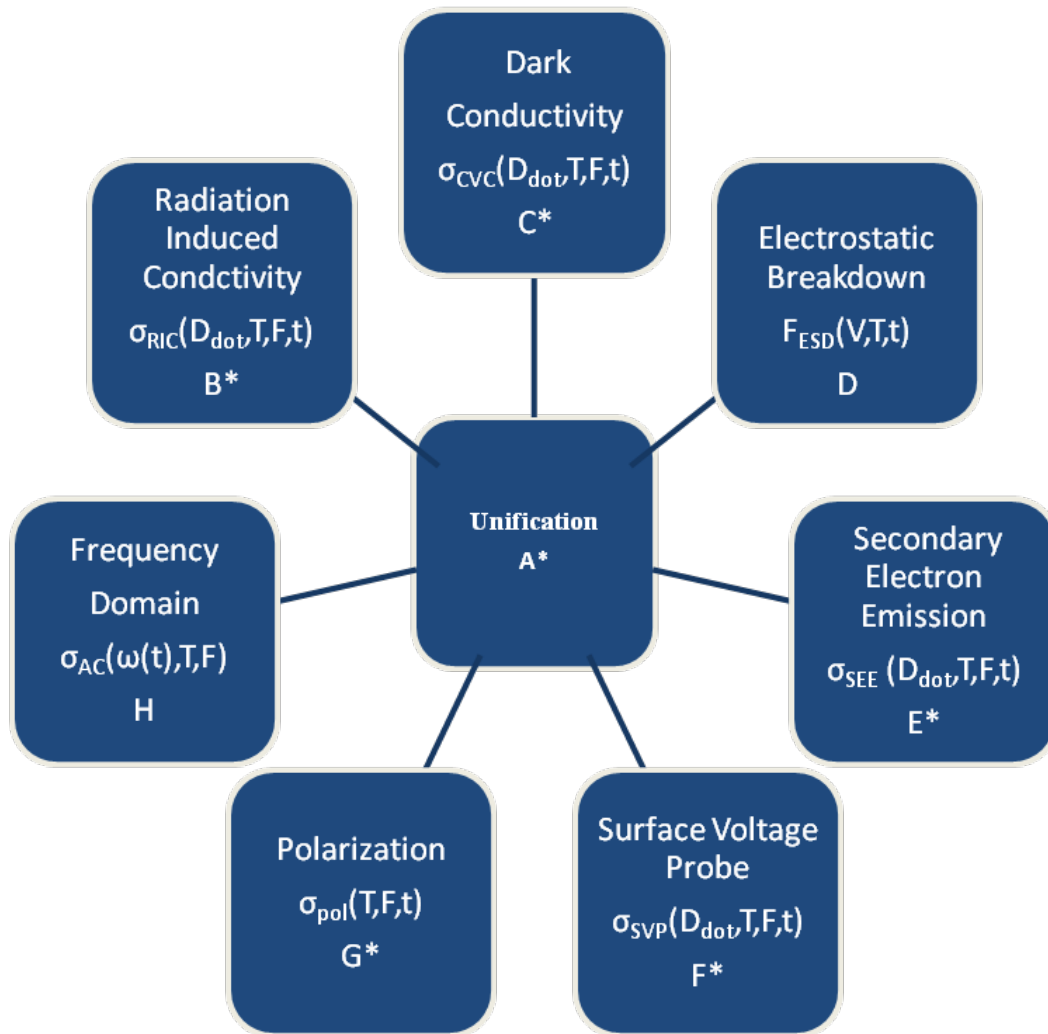 Dark
Conductivity
σCVC(Ddot,T,F,t)
C*
Radiation
Induced
Condctivity
σRIC(Ddot,T,F,t)
B*
Electrostatic
Breakdown
FESD(V,T,t)
D
Unification
A*
Frequency
Domain
σAC(ω(t),T,F)
H
Secondary
Electron
Emission
σSEE (Ddot,T,F,t)
E*
Polarization
σpol(T,F,t)
G*
Surface Voltage
Probe
σSVP(Ddot,T,F,t)
F*